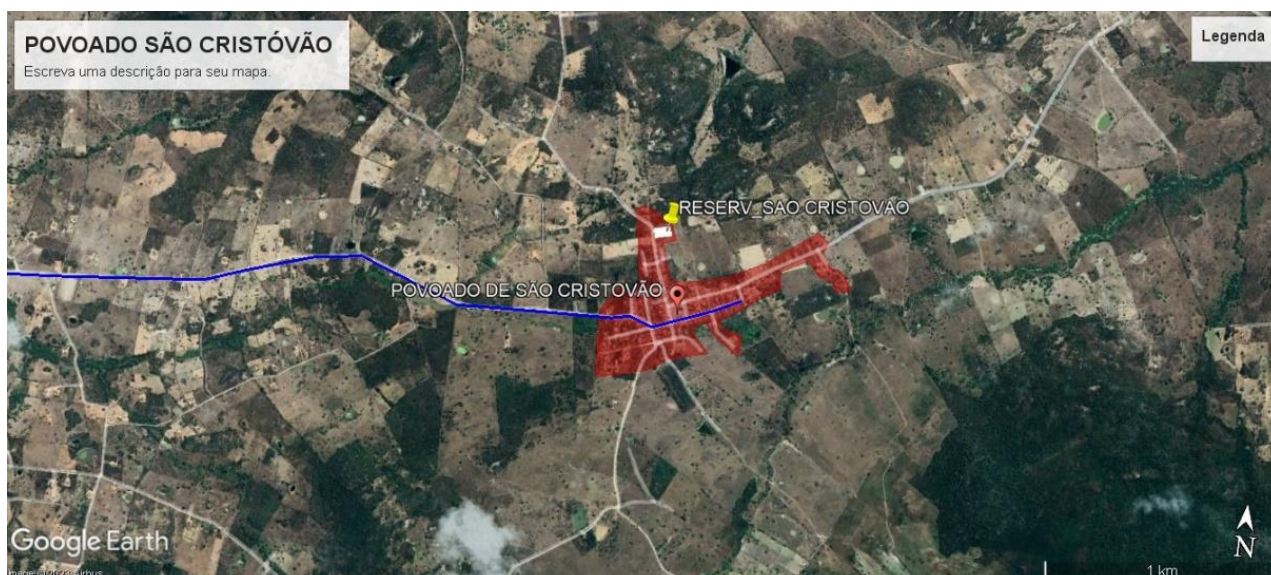 POVOADO SÃO CRISTÓVÃO
Escreva uma descrição para seu mapa.
Legenda
RESERV_SAO CRISTOVÃO
POVOADO DE SÃO CRISTOVÃO
Google Earth
N
1 km